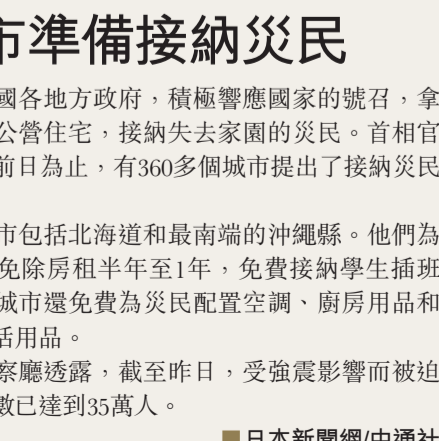 市準備接納災民
國各地方政府，積極響應國家的號召，拿
公營住宅，接納失去家園的災民。首相官
前日為止，有360多個城市提出了接納災民
市包括北海道和最南端的沖繩縣。他們為
免除房租半年至1年，免費接納學生插班
城市還免費為災民配置空調、廚房用品和
活用品。
察廳透露，截至昨日，受強震影響而被迫
數已達到35萬人。
■日本新聞網/中通社